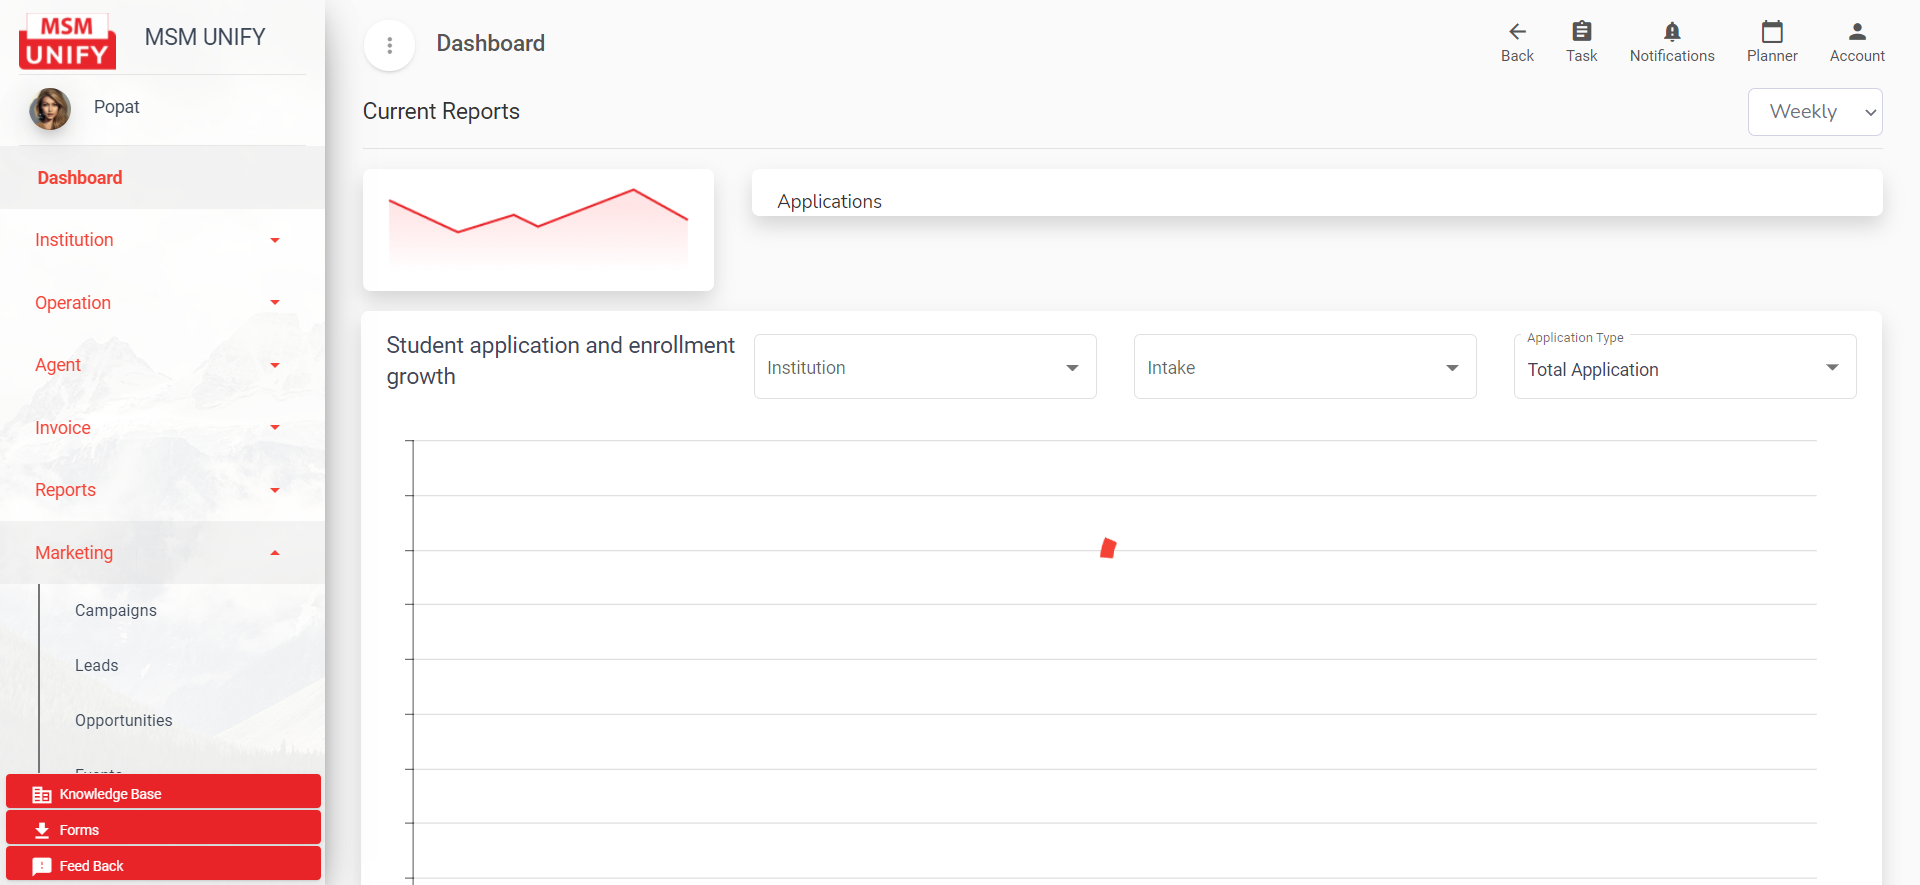 MSM
UNIFY
MSM UNIFY
Popat
Dashboard
Institution
Operation
Agent
Invoice
Reports
Marketing
Campaigns
Leads
Opportunities
Events
Knowledge Base
Forms
Feed Back
Dashboard
Back
Task
Notifications
Planner
Account
Current Reports
Weekly
Applications
Student application and enrollment
growth
Institution
Intake
Application Type
Total Application